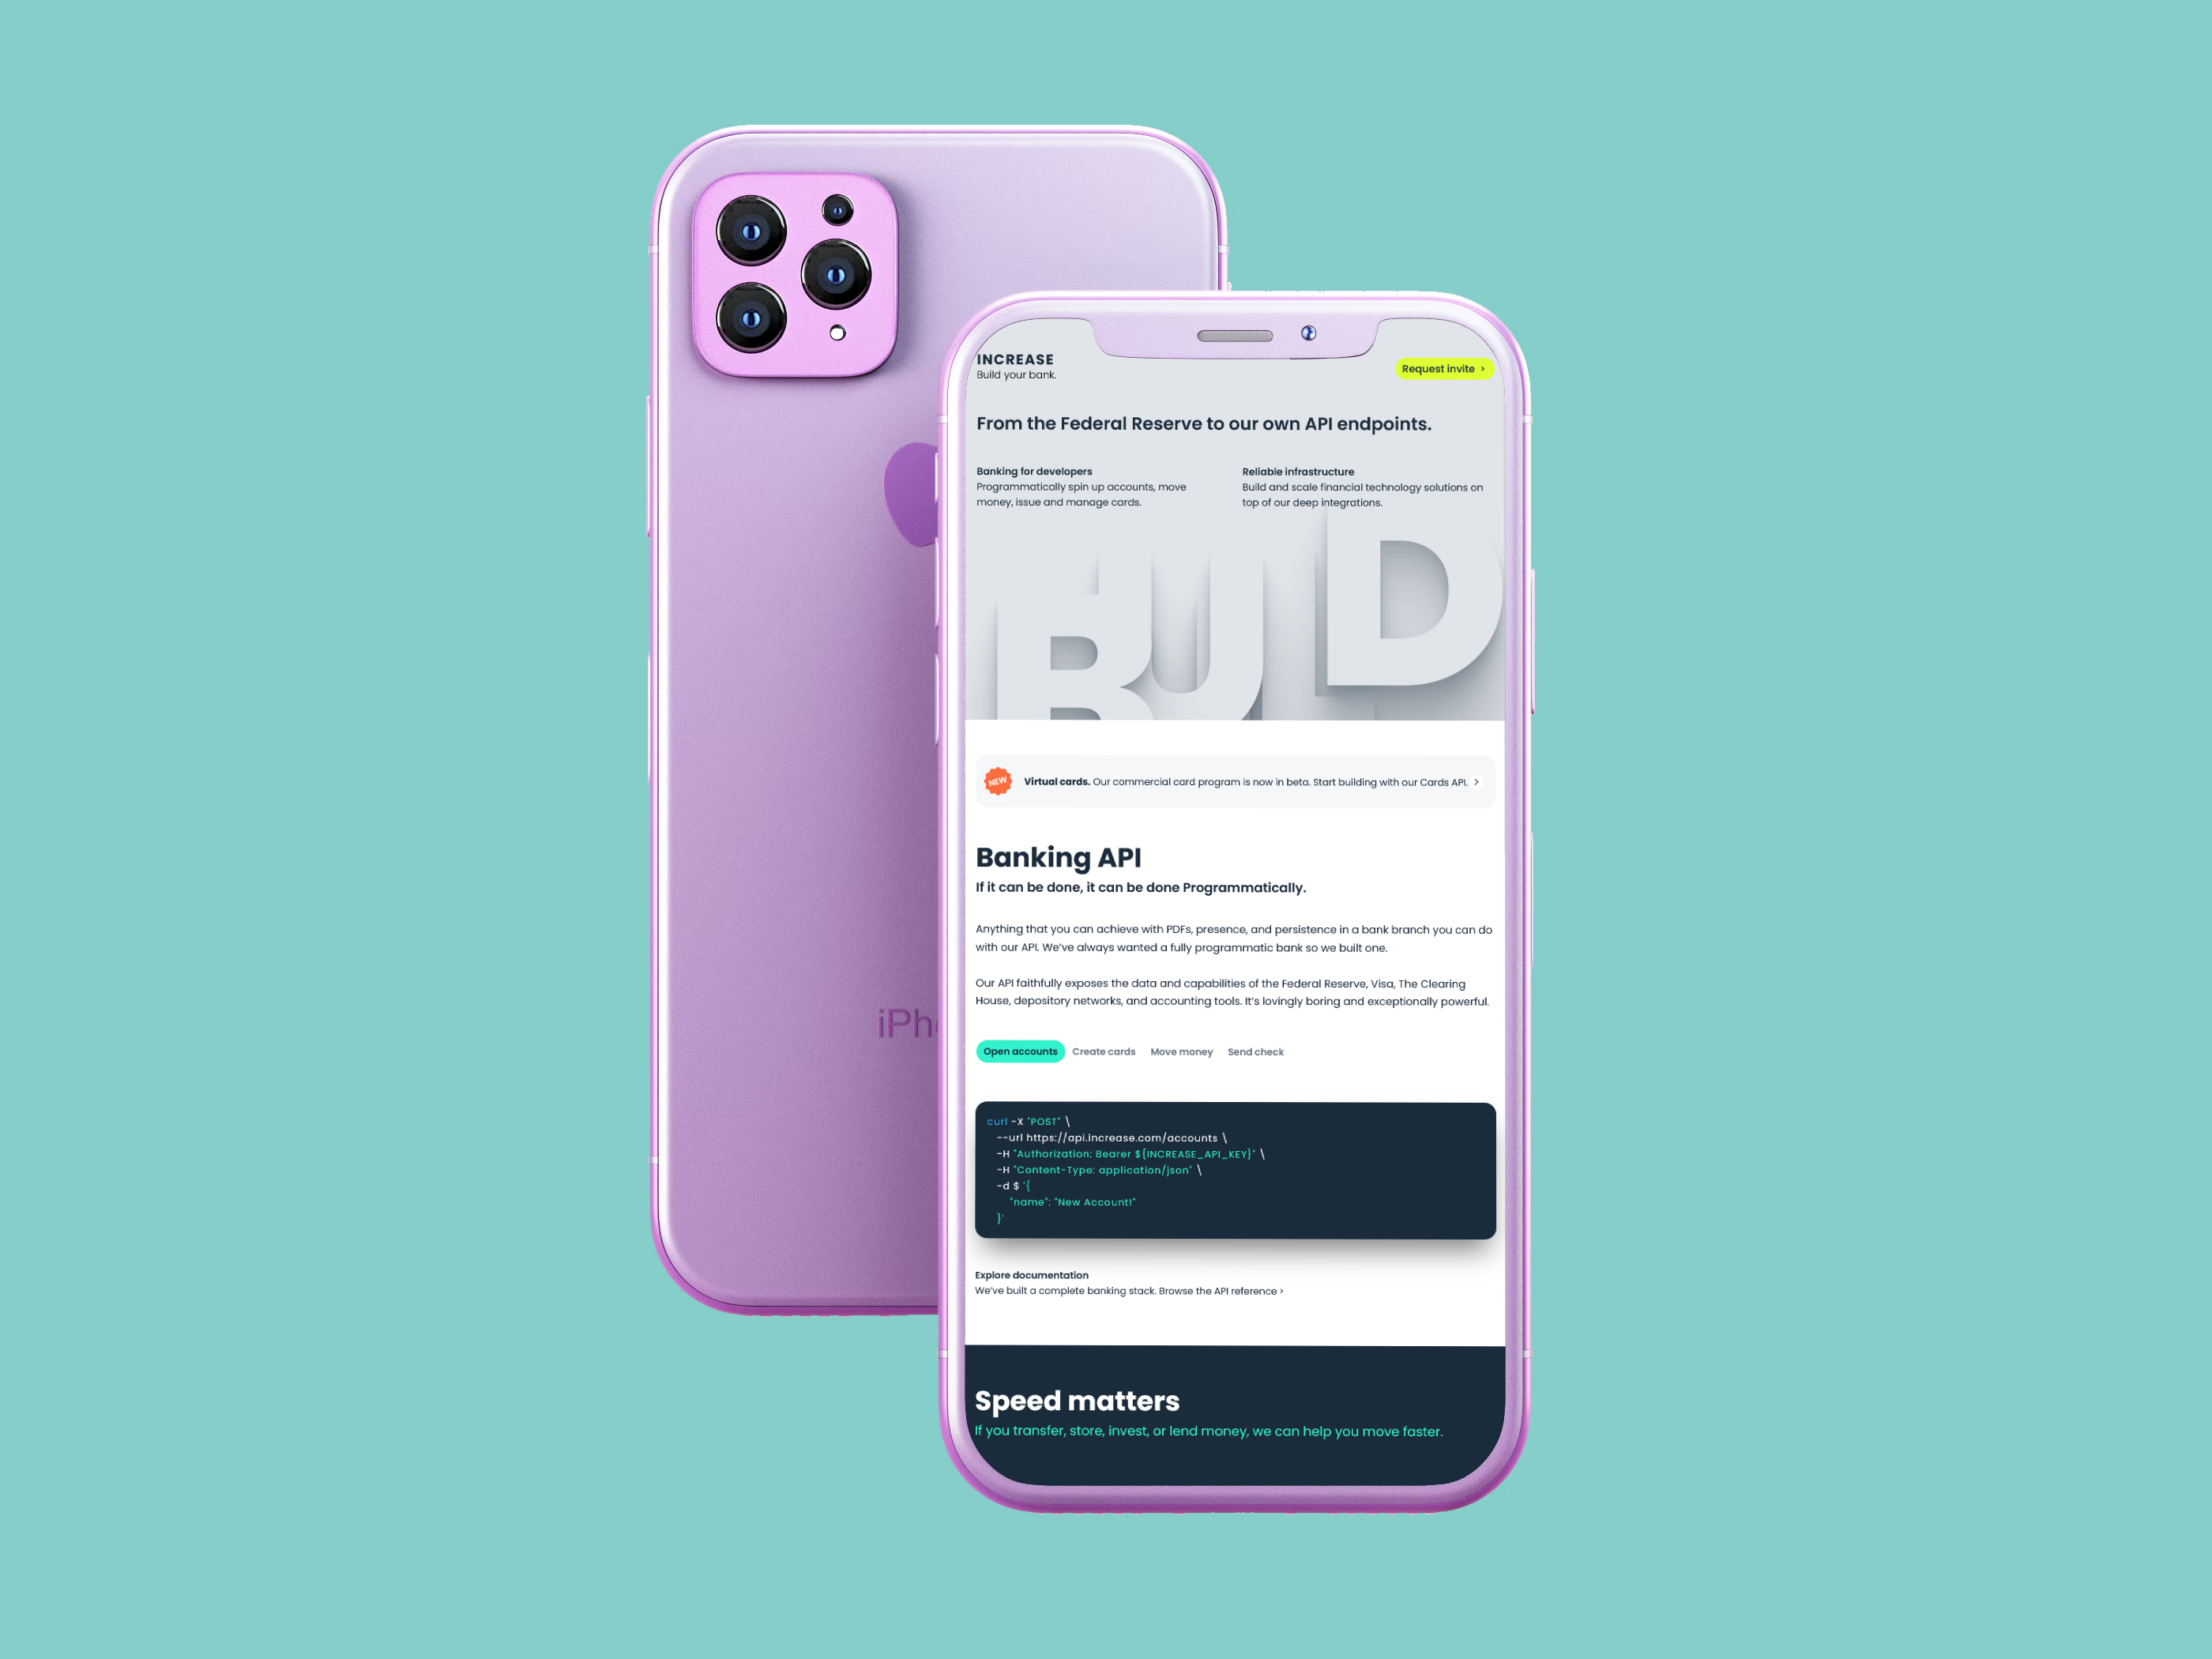 INCREASE
Build your bank.
Request invite >
From the Federal Reserve to our own API endpoints.
Banking for developers
Programmatically spin up accounts, move
money, issue and manage cards.
Reliable infrastructure
Build and scale financial technology solutions on
top of our deep integrations.
BUILD
NEW
Virtual cards. Our commercial card program is now in beta. Start building with our Cards API. >
Banking API
If it can be done, it can be done Programmatically.
Anything that you can achieve with PDFs, presence, and persistence in a bank branch you can do
with our API. We've always wanted a fully programmatic bank so we built one.
Our API faithfully exposes the data and capabilities of the Federal Reserve, Visa, The Clearing
House, depository networks, and accounting tools. It's lovingly boring and exceptionally powerful.
Open accounts Create cards Move money Send check
curl -X "POST" \
--url https://api.increase.com/accounts \
-H "Authorization: Bearer ${INCREASE_API_KEY}" \
-H "Content-Type: application/json" \
-d $ '{
"name": "New Account!"
}'
Explore documentation
We've built a complete banking stack. Browse the API reference >
Speed matters
If you transfer, store, invest, or lend money, we can help you move faster.